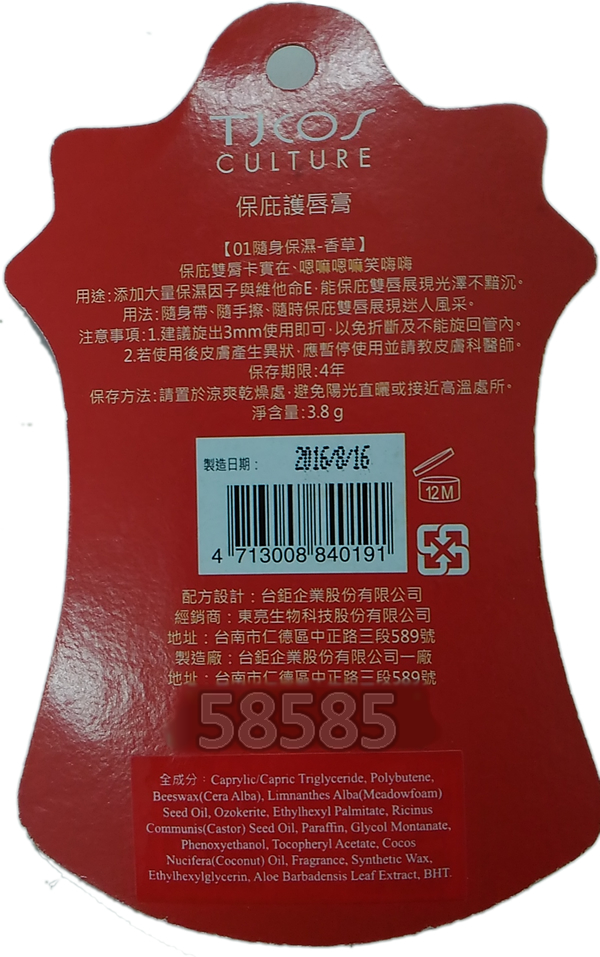 TJCOS
CULTURE
保庇護唇膏
【01隨身保濕-香草】
保庇雙唇卡實在、嗯嘛嗯嘛笑嗨嗨
用途:添加大量保濕因子與維他命E,能保庇雙唇展現光澤不黯沉。
用法:隨身帶、隨手擦、隨時保庇雙唇展現迷人風采。
注意事項:1.建議旋出3mm使用即可,以免折斷及不能旋回管內。
2.若使用後皮膚產生異狀,應暫停使用並請教皮膚科醫師。
保存期限:4年
保存方法:請置於涼爽乾燥處,避免陽光直曬或接近高溫處所。
淨含量:3.8g
製造日期: 2016/8/16
12M
4 713008 840191
配方設計:台鉅企業股份有限公司
經銷商:東亮生物科技股份有限公司
地址:台南市仁德區中正路三段589號
製造廠:台鉅企業股份有限公司一廠
地址:台南市仁德區中正路三段589號
58585
全成分:Caprylic/Capric Triglyceride, Polybutene,
Beeswax(Cera Alba), Limnanthes Alba(Meadowfoam)
Seed Oil, Ozokerite, Ethylhexyl Palmitate, Ricinus
Communis(Castor) Seed Oil, Paraffin, Glycol Montanate,
Phenoxyethanol, Tocopheryl Acetate, Cocos
Nucifera(Coconut) Oil, Fragrance, Synthetic Wax,
Ethylhexylglycerin, Aloe Barbadensis Leaf Extract, BHT.